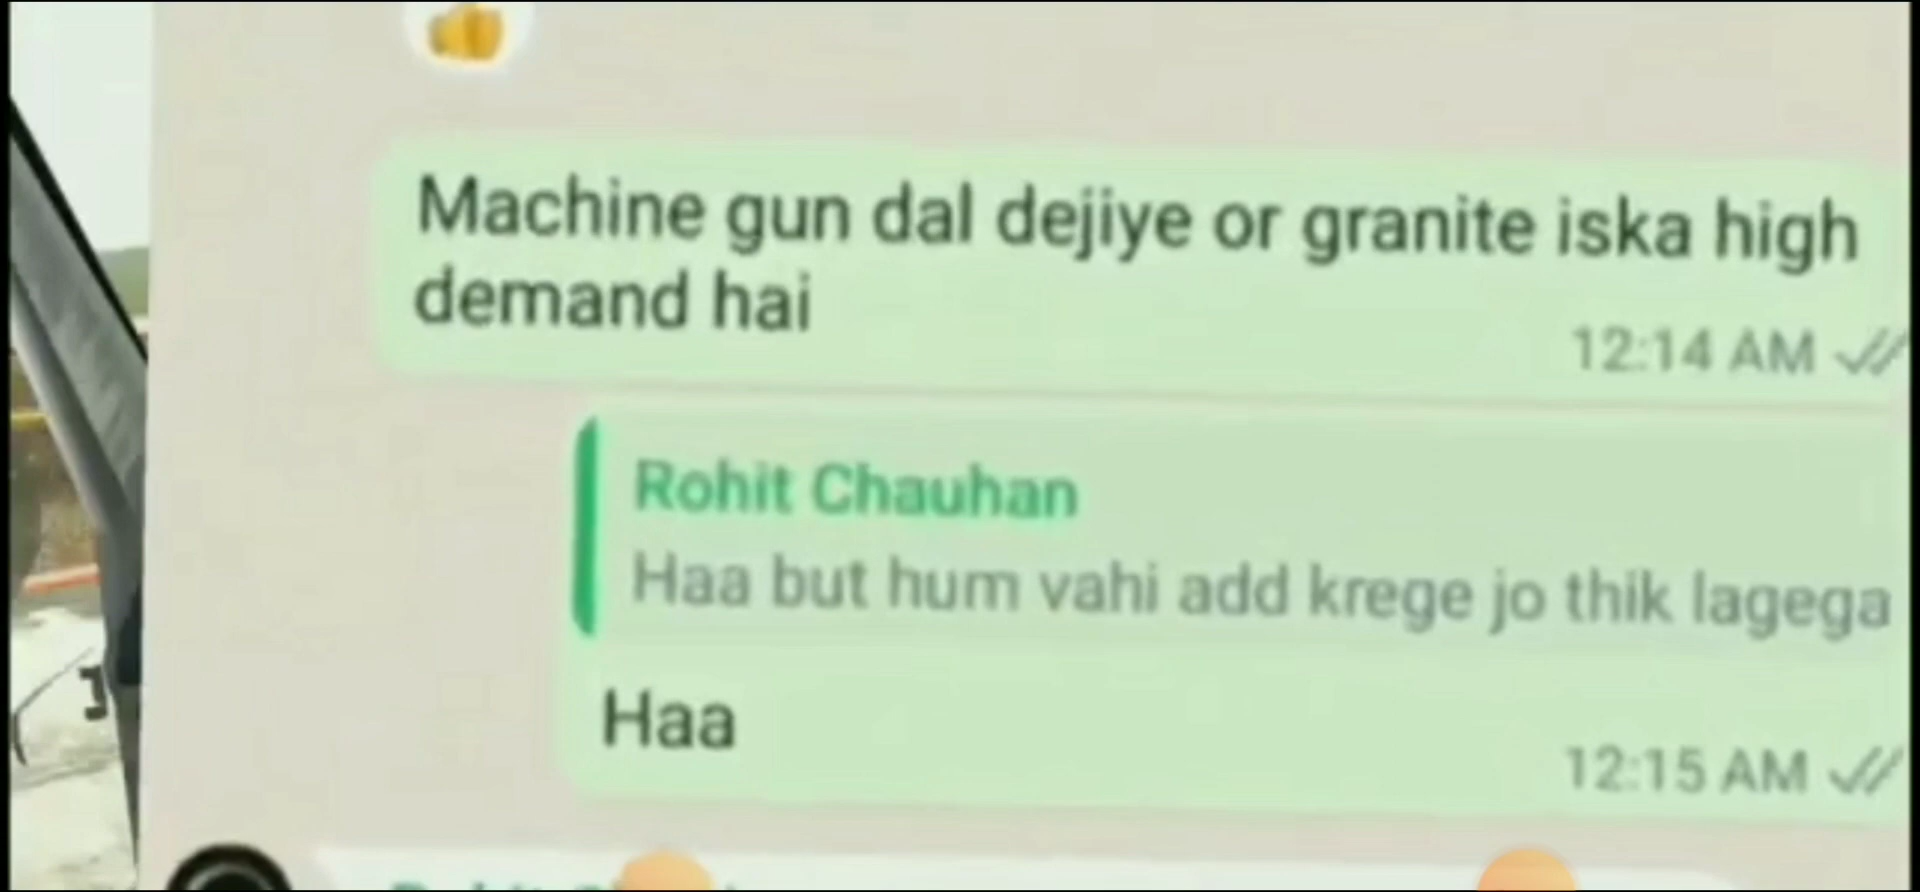 Machine gun dal dejiye or granite iska high
demand hai
12:14 AM
Rohit Chauhan
Haa but hum vahi add krege jo thik lagega
Haa
12:15 AM